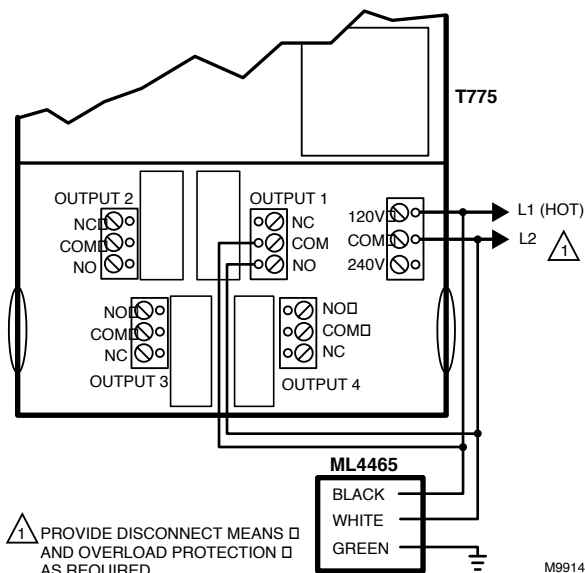 T775
OUTPUT 2
OUTPUT 1
NC□
COM□
NO
NC
COM
NO
120V
COM□
240V
L1 (HOT)
L2
1
NO□
COM□
NC
NO□
COM□
NC
OUTPUT 3
OUTPUT 4
ML4465
BLACK
WHITE
GREEN
1 PROVIDE DISCONNECT MEANS □
AND OVERLOAD PROTECTION □
AS REQUIRED
M9914